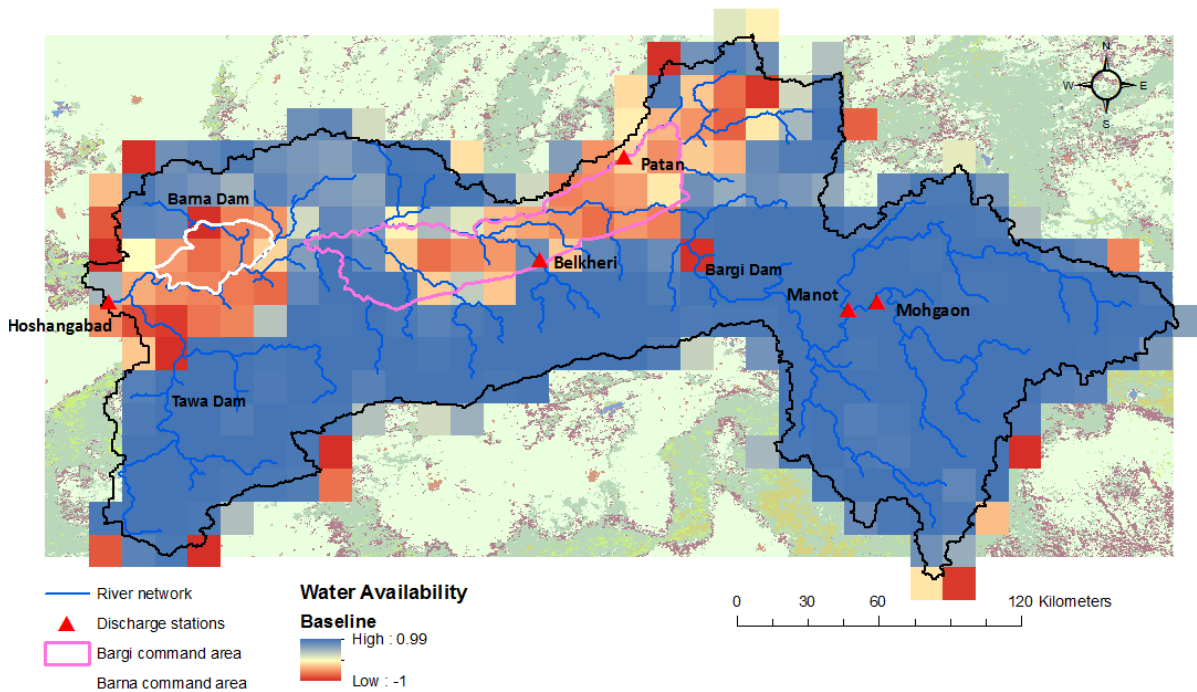 N
W E
S
Patan
Barna Dam
Belkheri
Bargi Dam
Manot
Mohgaon
Hoshangabad
Tawa Dam
River network
Discharge stations
Bargi command area
Barna command area
Water Availability
Baseline
High : 0.99
Low : -1
0 30 60 120 Kilometers